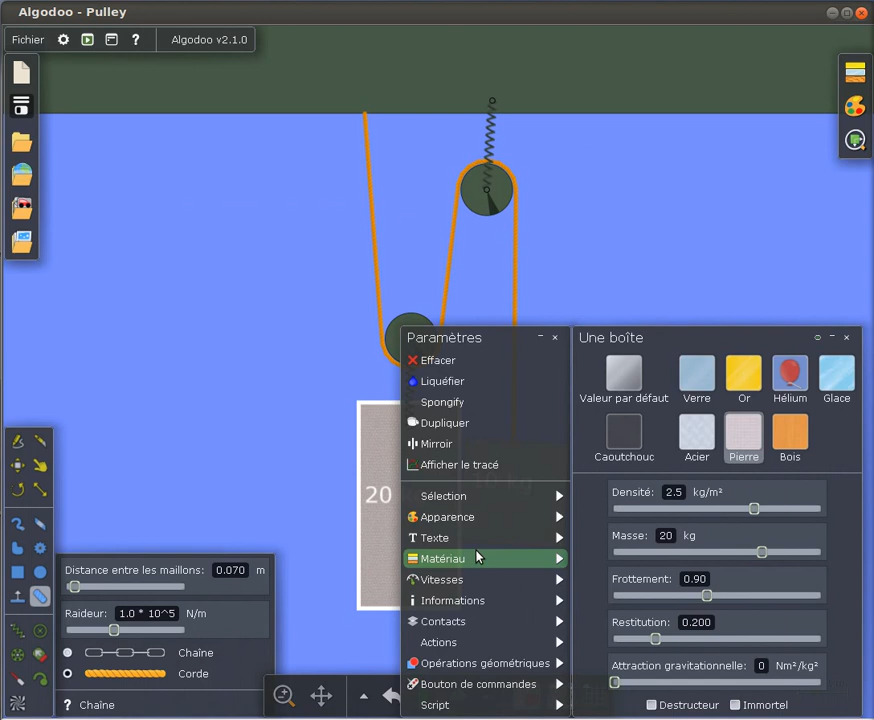 Algodoo - Pulley
Fichier
?
Algodoo v2.1.0
Paramètres
Effacer
Liquéfier
Spongify
Dupliquer
Mirroir
Afficher le tracé
Sélection
Apparence
T Texte
Matériau
Vitesses
Informations
Contacts
Actions
Opérations géométriques
Bouton de commandes
Script
Une boîte
Valeur par défaut
Verre
Or
Hélium
Glace
Caoutchouc
Acier
Pierre
Bois
Densité: 2.5 kg/m²
Masse: 20 kg
Frottement: 0.90
Restitution: 0.200
Attraction gravitationnelle: 0 Nm²/kg²
Destructeur
Immortel
20
kg
Distance entre les maillons: 0.070 m
Raideur: 1.0 * 10^5 N/m
Chaîne
Corde
? Chaîne